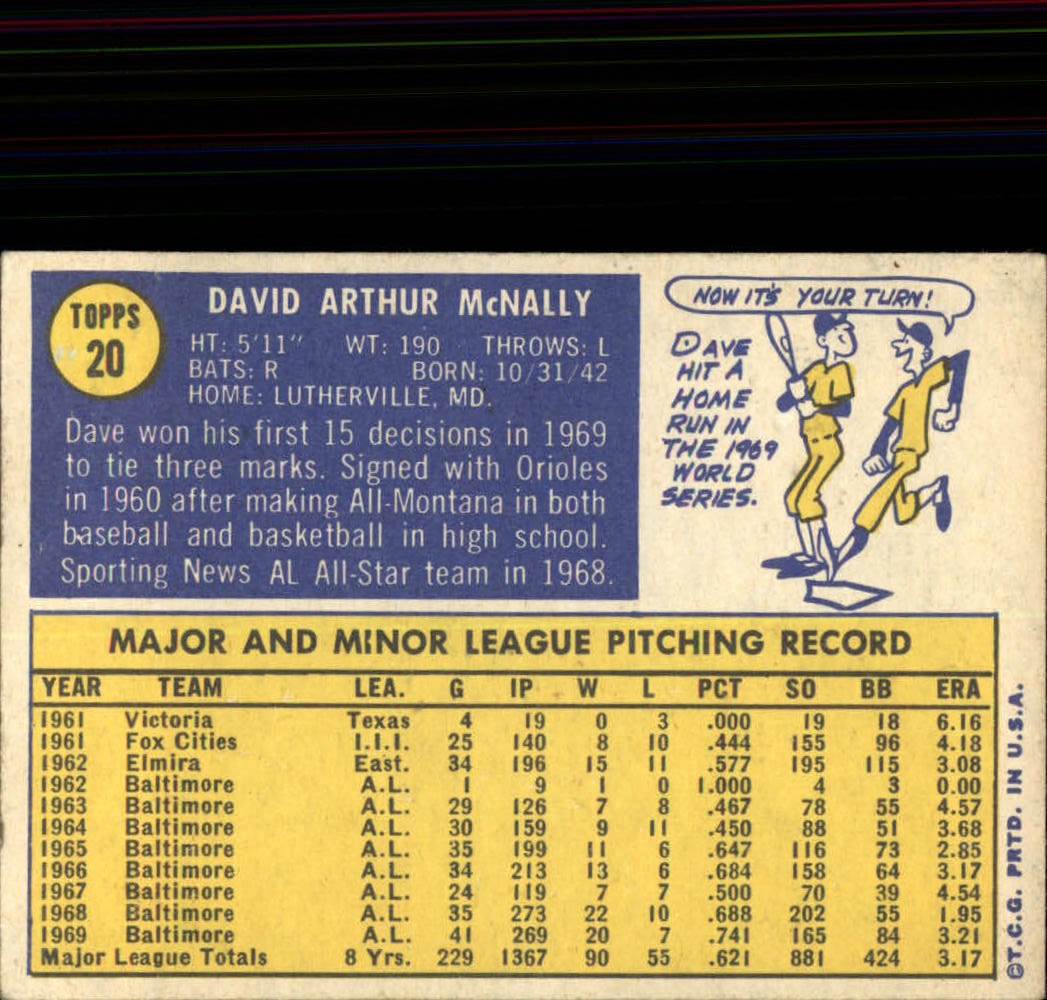 TOPPS
20
DAVID ARTHUR McNALLY
HT: 5'11" WT: 190 THROWS: L
BATS: R BORN: 10/31/42
HOME: LUTHERVILLE, MD.
Dave won his first 15 decisions in 1969
to tie three marks. Signed with Orioles
in 1960 after making All-Montana in both
baseball and basketball in high school.
Sporting News AL All-Star team in 1968.
NOW IT'S YOUR TURN!
DAVE
HIT A
HOME
RUN IN
THE 1969
WORLD
SERIES.
MAJOR AND MINOR LEAGUE PITCHING RECORD
YEAR TEAM LEA. G IP W L PCT SO BB ERA
1961 Victoria Texas 4 19 0 3 .000 19 18 6.16
1961 Fox Cities I.I.I. 25 140 8 10 .444 155 96 4.18
1962 Elmira East. 34 196 15 11 .577 195 115 3.08
1962 Baltimore A.L. 1 9 1 0 1.000 4 3 0.00
1963 Baltimore A.L. 29 126 7 8 .467 78 55 4.57
1964 Baltimore A.L. 30 159 9 11 .450 88 51 3.68
1965 Baltimore A.L. 35 199 11 6 .647 116 73 2.85
1966 Baltimore A.L. 34 213 13 6 .684 158 64 3.17
1967 Baltimore A.L. 24 119 7 7 .500 70 39 4.54
1968 Baltimore A.L. 35 273 22 10 .688 202 55 1.95
1969 Baltimore A.L. 41 269 20 7 .741 165 84 3.21
Major League Totals 8 Yrs. 229 1367 90 55 .621 881 424 3.17
©T.C.G. PRTD. IN U.S.A.